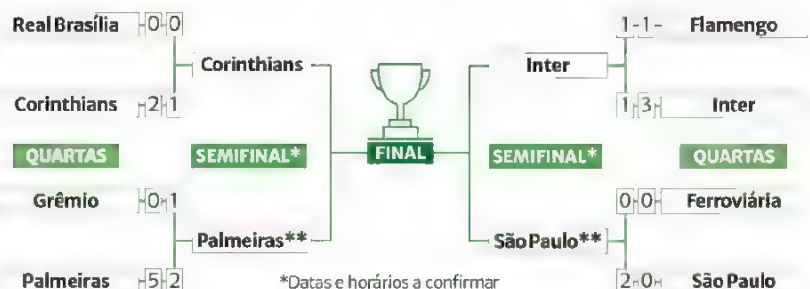 Real Brasília 0 0 1 1 Flamengo
Corinthians Inter
Corinthians 2 1 1 3 Inter
QUARTAS SEMIFINAL* FINAL SEMIFINAL* QUARTAS
Grêmio 0 1 0 0 Ferroviária
Palmeiras** São Paulo**
Palmeiras 5 2 *Datas e horários a confirmar 2 0 São Paulo